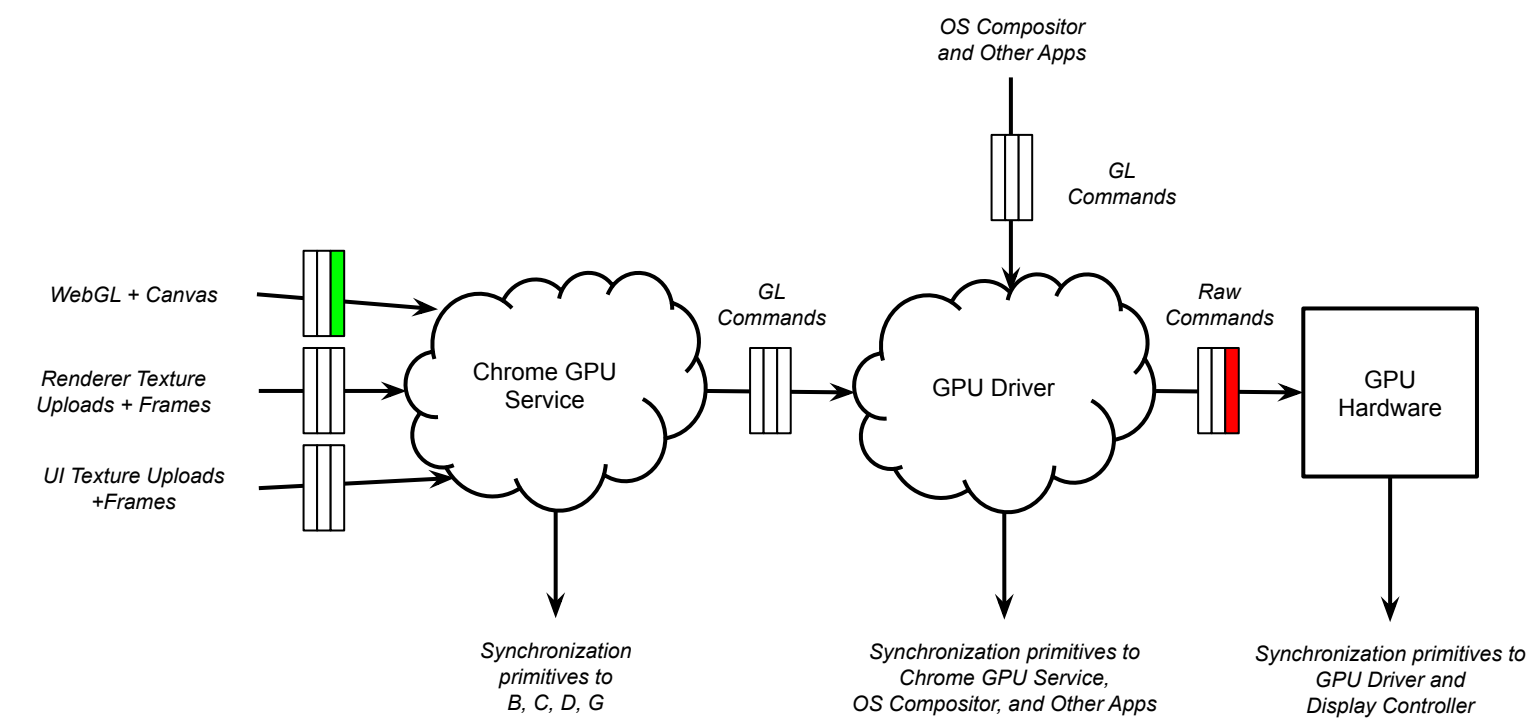 OS Compositor
and Other Apps
GL
Commands
WebGL + Canvas
Renderer Texture
Uploads + Frames
UI Texture Uploads
+Frames
Chrome GPU
Service
GL
Commands
GPU Driver
Raw
Commands
GPU
Hardware
Synchronization
primitives to
B, C, D, G
Synchronization primitives to
Chrome GPU Service,
OS Compositor, and Other Apps
Synchronization primitives to
GPU Driver and
Display Controller